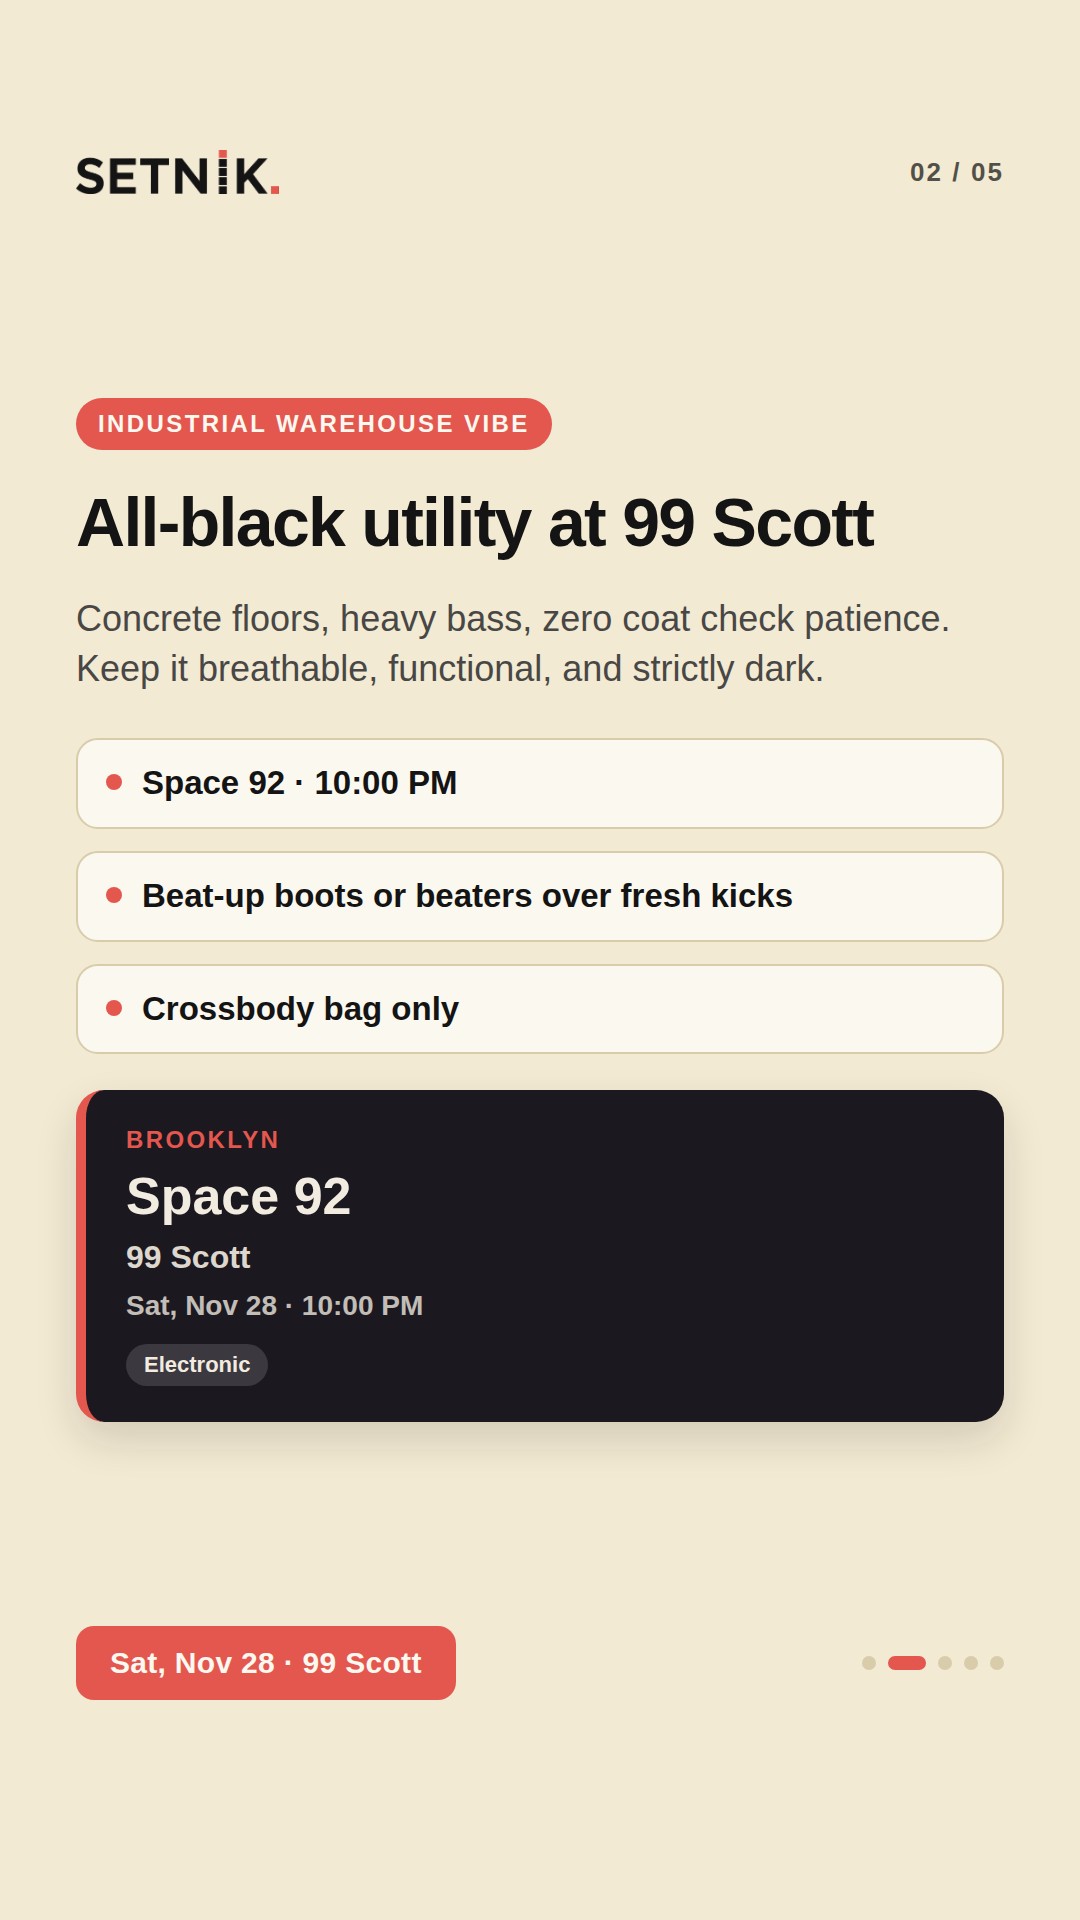 SETNIK.
02 / 05
INDUSTRIAL WAREHOUSE VIBE
All-black utility at 99 Scott
Concrete floors, heavy bass, zero coat check patience.
Keep it breathable, functional, and strictly dark.
Space 92 · 10:00 PM
Beat-up boots or beaters over fresh kicks
Crossbody bag only
BROOKLYN
Space 92
99 Scott
Sat, Nov 28 · 10:00 PM
Electronic
Sat, Nov 28 · 99 Scott